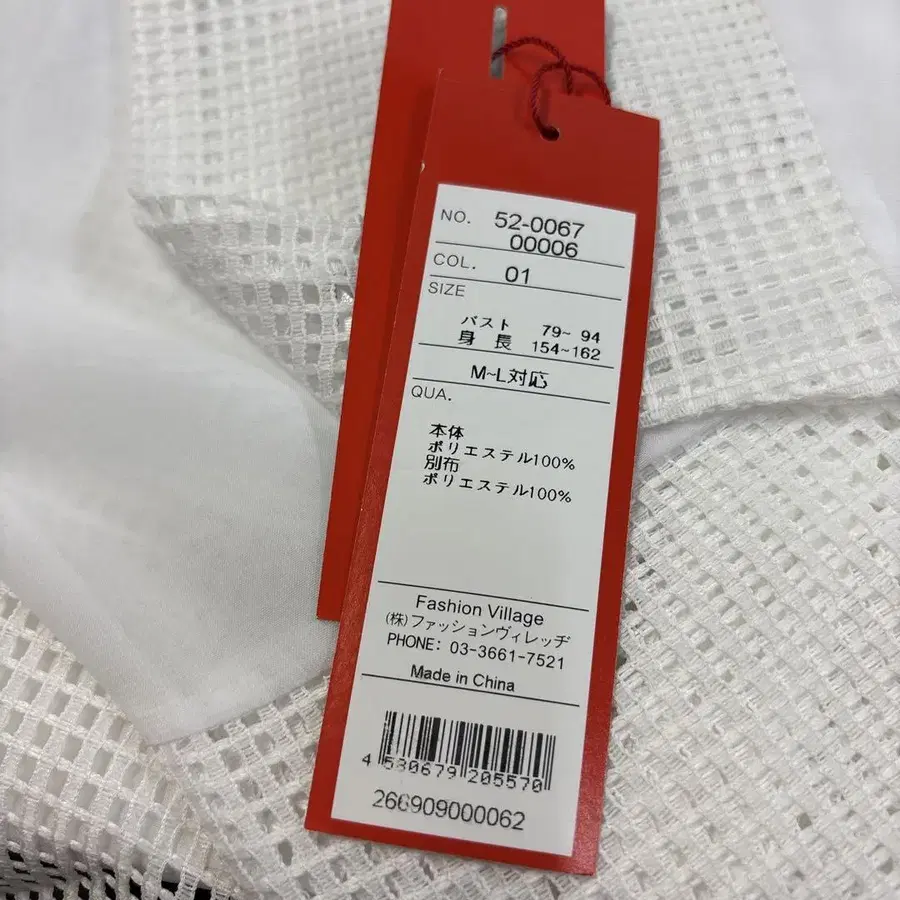 NO. 52-0067
00006
COL. 01
SIZE
バスト 79~ 94
身 長 154~162
M~L対応
QUA.
本体
ポリエステル100%
別布
ポリエステル100%
Fashion Village
(株)ファッションヴィレッヂ
PHONE: 03-3661-7521
Made in China
4 580679 205570
266909000062